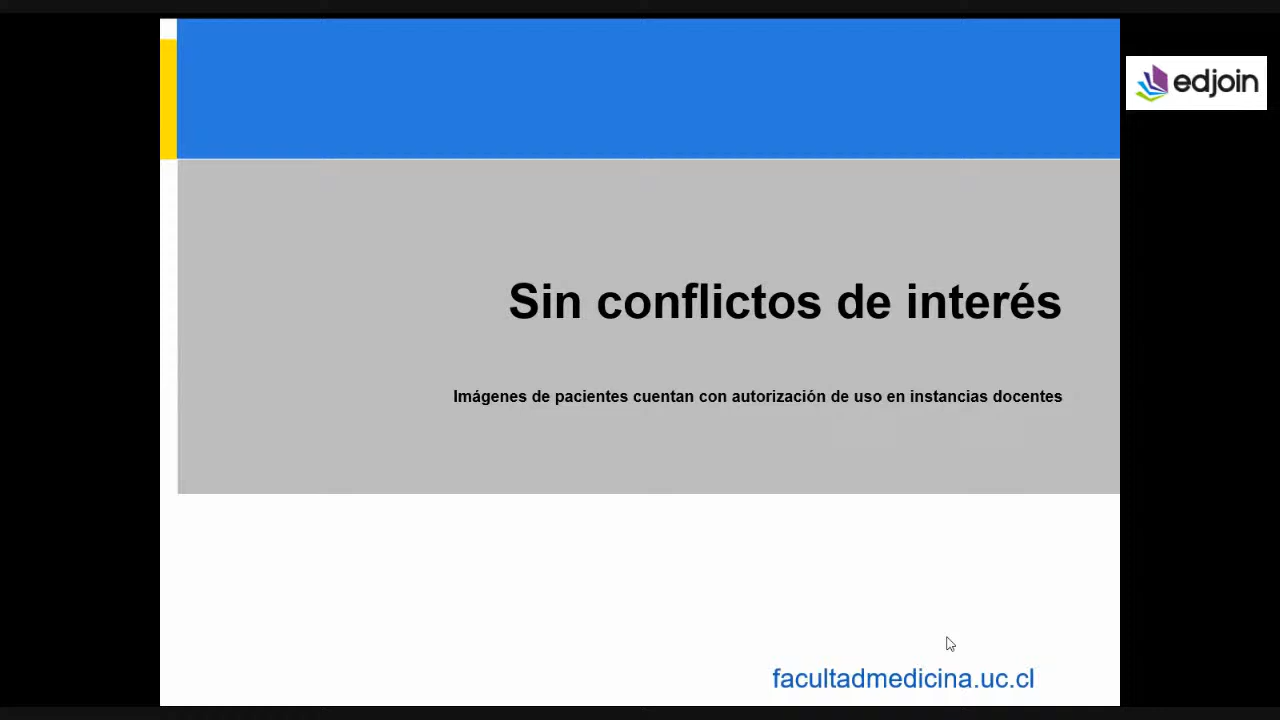 edjoin
Sin conflictos de interés
Imágenes de pacientes cuentan con autorización de uso en instancias docentes
facultadmedicina.uc.cl